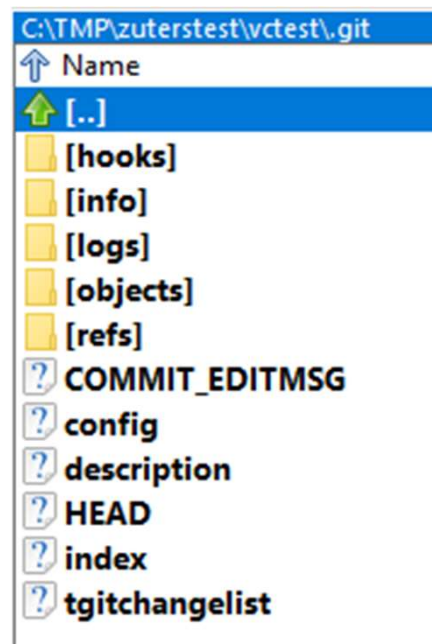 C:\TMP\zuterstest\vctest\.git
Name
[..]
[hooks]
[info]
[logs]
[objects]
[refs]
COMMIT_EDITMSG
config
description
HEAD
index
tgitchangelist